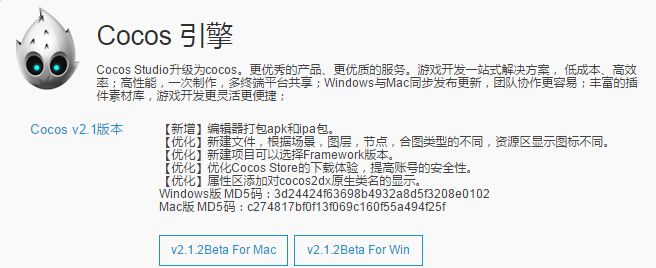 Cocos 引擎
Cocos Studio升级为cocos。更优秀的产品、更优质的服务。游戏开发一站式解决方案， 低成本、高效
率；高性能，一次制作，多终端平台共享；Windows与Mac同步发布更新，团队协作更容易；丰富的插
件素材库，游戏开发更灵活更便捷；
Cocos v2.1版本
【新增】编辑器打包apk和ipa包。
【优化】新建文件，根据场景，图层，节点，合图类型的不同，资源区显示图标不同。
【优化】新建项目可以选择Framework版本。
【优化】优化Cocos Store的下载体验，提高账号的安全性。
【优化】属性区添加对cocos2dx原生类名的显示。
Windows版 MD5码：3d24424f63698b4932a8d5f3208e0102
Mac版 MD5码：c274817bf0f13f069c160f55a494f25f
v2.1.2Beta For Mac
v2.1.2Beta For Win